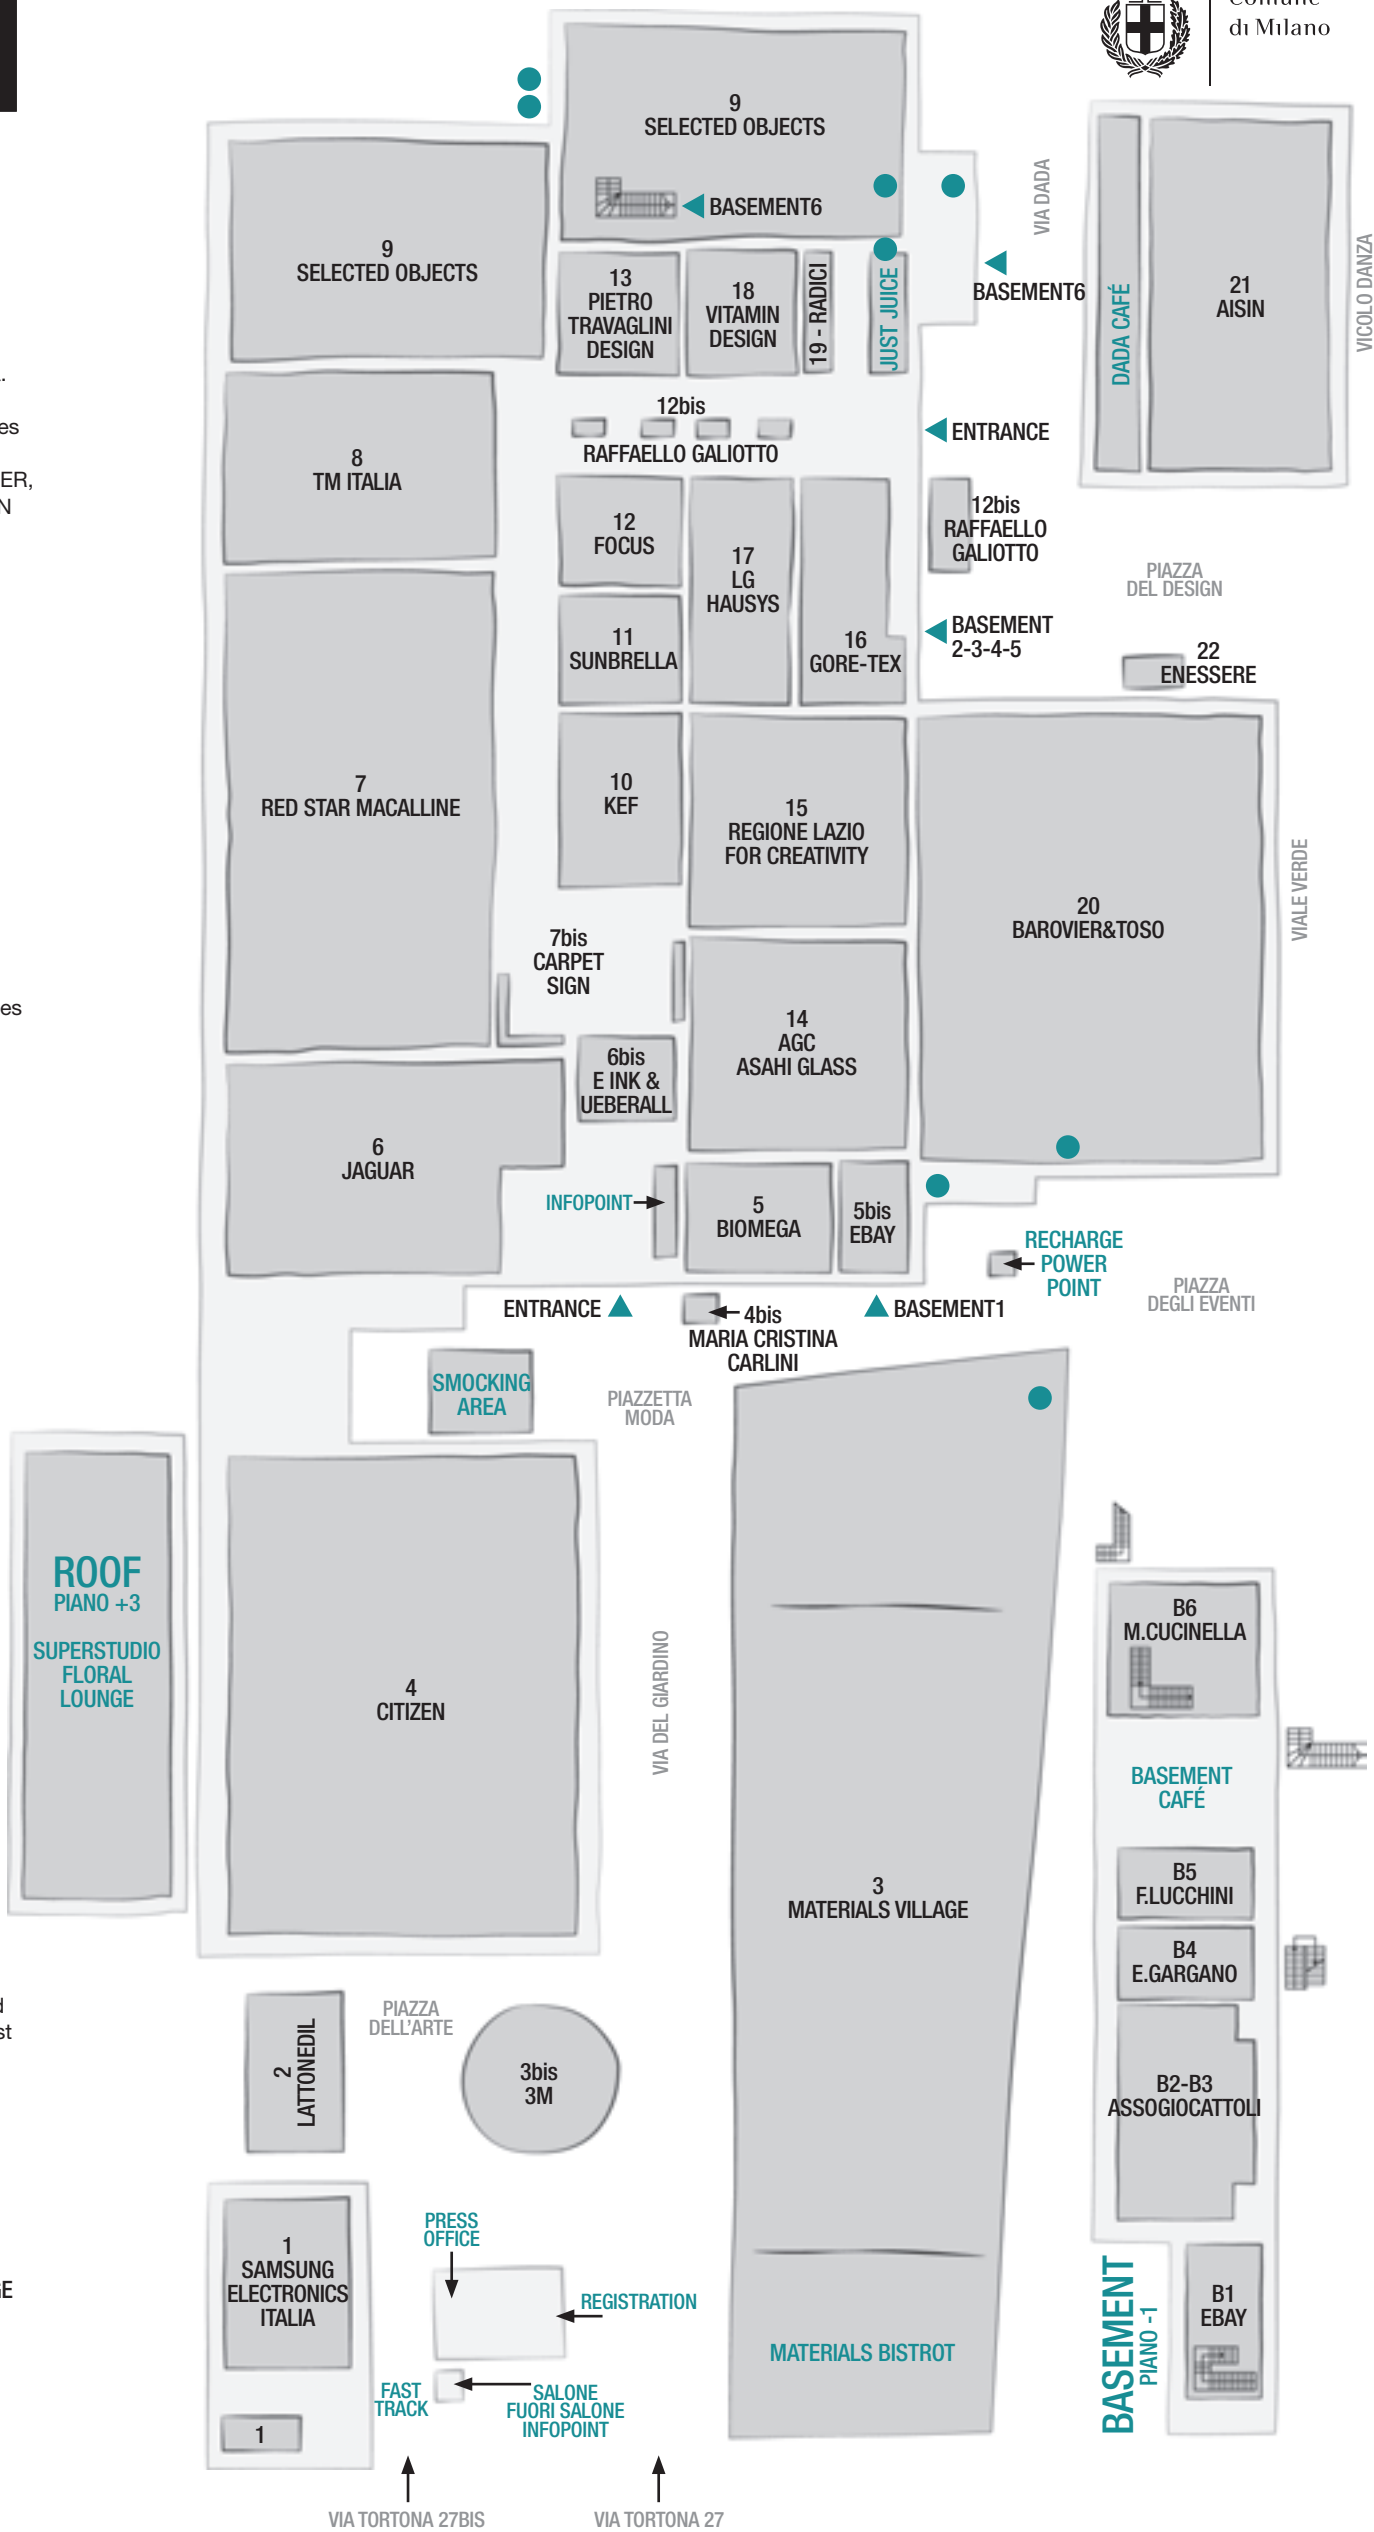 di Milano
9
SELECTED OBJECTS
BASEMENT6
VIA DADA
9
SELECTED OBJECTS
13
PIETRO
TRAVAGLINI
DESIGN
18
VITAMIN
DESIGN
19 - RADICI
JUST JUICE
BASEMENT6
DADA CAFÉ
21
AISIN
VICOLO DANZA
es
ER,
N
8
TM ITALIA
12bis
RAFFAELLO GALIOTTO
ENTRANCE
12
FOCUS
17
LG
HAUSYS
12bis
RAFFAELLO
GALIOTTO
PIAZZA
DEL DESIGN
11
SUNBRELLA
16
GORE-TEX
BASEMENT
2-3-4-5
22
ENESSERE
7
RED STAR MACALLINE
10
KEF
15
REGIONE LAZIO
FOR CREATIVITY
20
BAROVIER&TOSO
VIALE VERDE
7bis
CARPET
SIGN
es
14
AGC
ASAHI GLASS
6bis
E INK &
UEBERALL
6
JAGUAR
INFOPOINT
5
BIOMEGA
5bis
EBAY
RECHARGE
POWER
POINT
PIAZZA
DEGLI EVENTI
ENTRANCE
4bis
MARIA CRISTINA
CARLINI
BASEMENT1
SMOCKING
AREA
PIAZZETTA
MODA
ROOF
PIANO +3
SUPERSTUDIO
FLORAL
LOUNGE
4
CITIZEN
VIA DEL GIARDINO
3
MATERIALS VILLAGE
B6
M.CUCINELLA
BASEMENT
CAFÉ
B5
F.LUCCHINI
B4
E.GARGANO
B2-B3
ASSOGIOCATTOLI
d
st
2
LATTONEDIL
PIAZZA
DELL'ARTE
3bis
3M
1
SAMSUNG
ELECTRONICS
ITALIA
GE
PRESS
OFFICE
REGISTRATION
MATERIALS BISTROT
BASEMENT
PIANO -1
B1
EBAY
FAST
TRACK
SALONE
FUORI SALONE
INFOPOINT
1
VIA TORTONA 27BIS
VIA TORTONA 27